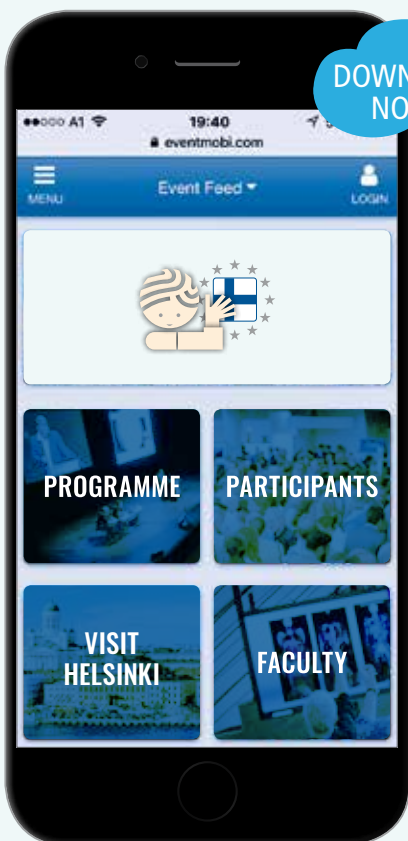 DOWN
NO
●●○○○ A1 19:40
eventmobi.com
MENU
Event Feed
LOGIN
PROGRAMME
PARTICIPANTS
VISIT
HELSINKI
FACULTY